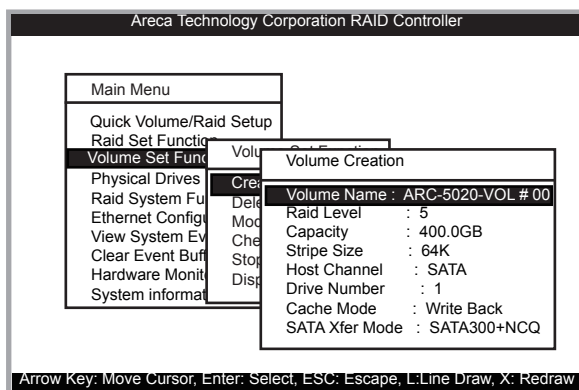 Areca Technology Corporation RAID Controller
Main Menu
Quick Volume/Raid Setup
Raid Set Function
Volume Set Func
Physical Drives
Raid System Fu
Ethernet Configu
View System Ev
Clear Event Buff
Hardware Monit
System informat
Volu
Cre
Dele
Mod
Che
Stop
Disp
Volume Creation
Volume Name : ARC-5020-VOL # 00
Raid Level : 5
Capacity : 400.0GB
Stripe Size : 64K
Host Channel : SATA
Drive Number : 1
Cache Mode : Write Back
SATA Xfer Mode : SATA300+NCQ
Arrow Key: Move Cursor, Enter: Select, ESC: Escape, L:Line Draw, X: Redraw